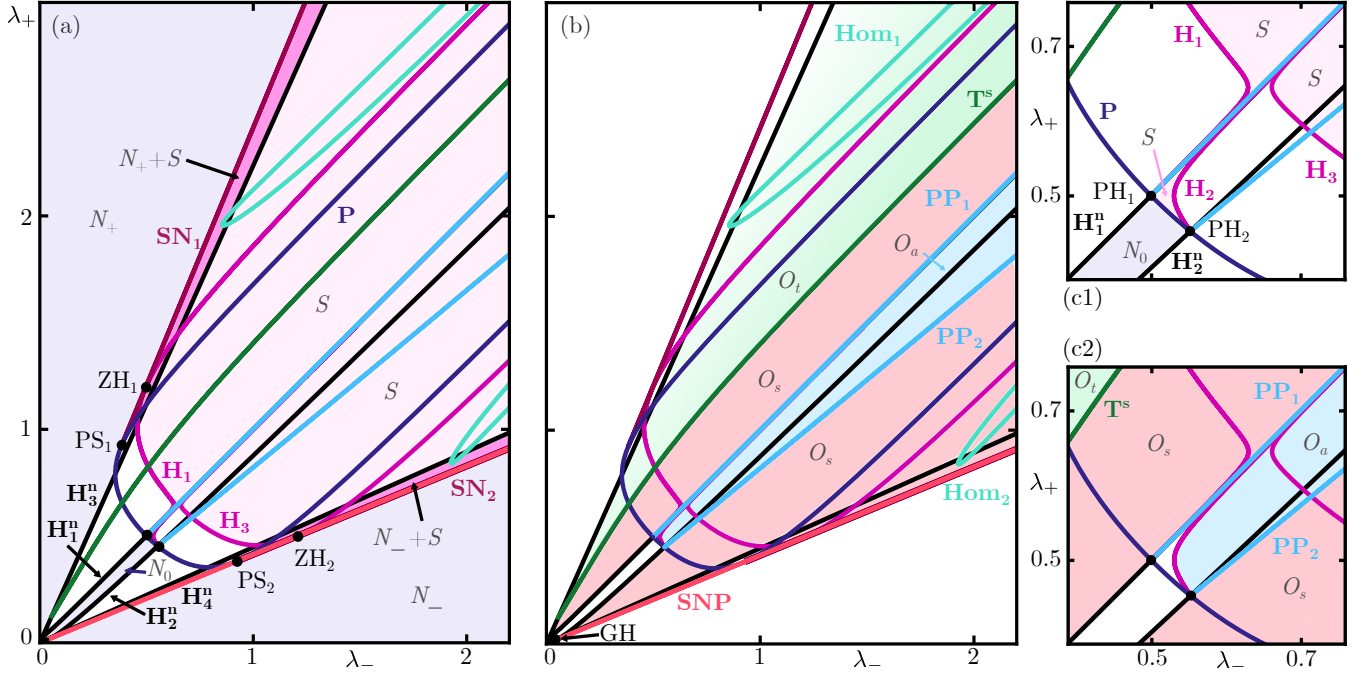 λ₊
(a)
N₊+S
N₊
SN₁
2
P
S
ZH₁
S
1
PS₁
H₁
SN₂
H₃ⁿ
H₃
N₋+S
H₁ⁿ
N₀
ZH₂
PS₂
H₄ⁿ
N₋
H₂ⁿ
0
0
1
λ₋
2
(b)
Hom₁
Tˢ
PP₁
Oₐ
Oₜ
PP₂
Oₛ
Oₛ
Hom₂
SNP
GH
0
1
λ₋
2
H₁
S
0.7
S
λ₊
P
S
H₃
PH₁
H₂
0.5
H₁ⁿ
PH₂
N₀
H₂ⁿ
(c1)
(c2)
Oₜ
PP₁
0.7
Tˢ
Oₛ
Oₐ
λ₊
PP₂
0.5
Oₛ
0.5
λ₋
0.7